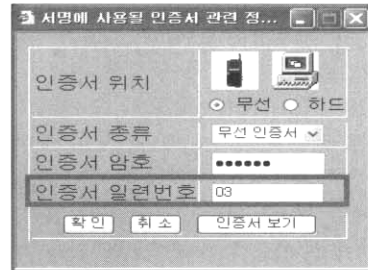 서명에 사용될 인증서 관련 정...
인증서 위치
무선 하드
인증서 종류 무선 인증서
인증서 암호 ●●●●●●
인증서 일련번호 03
확인 취소 인증서 보기